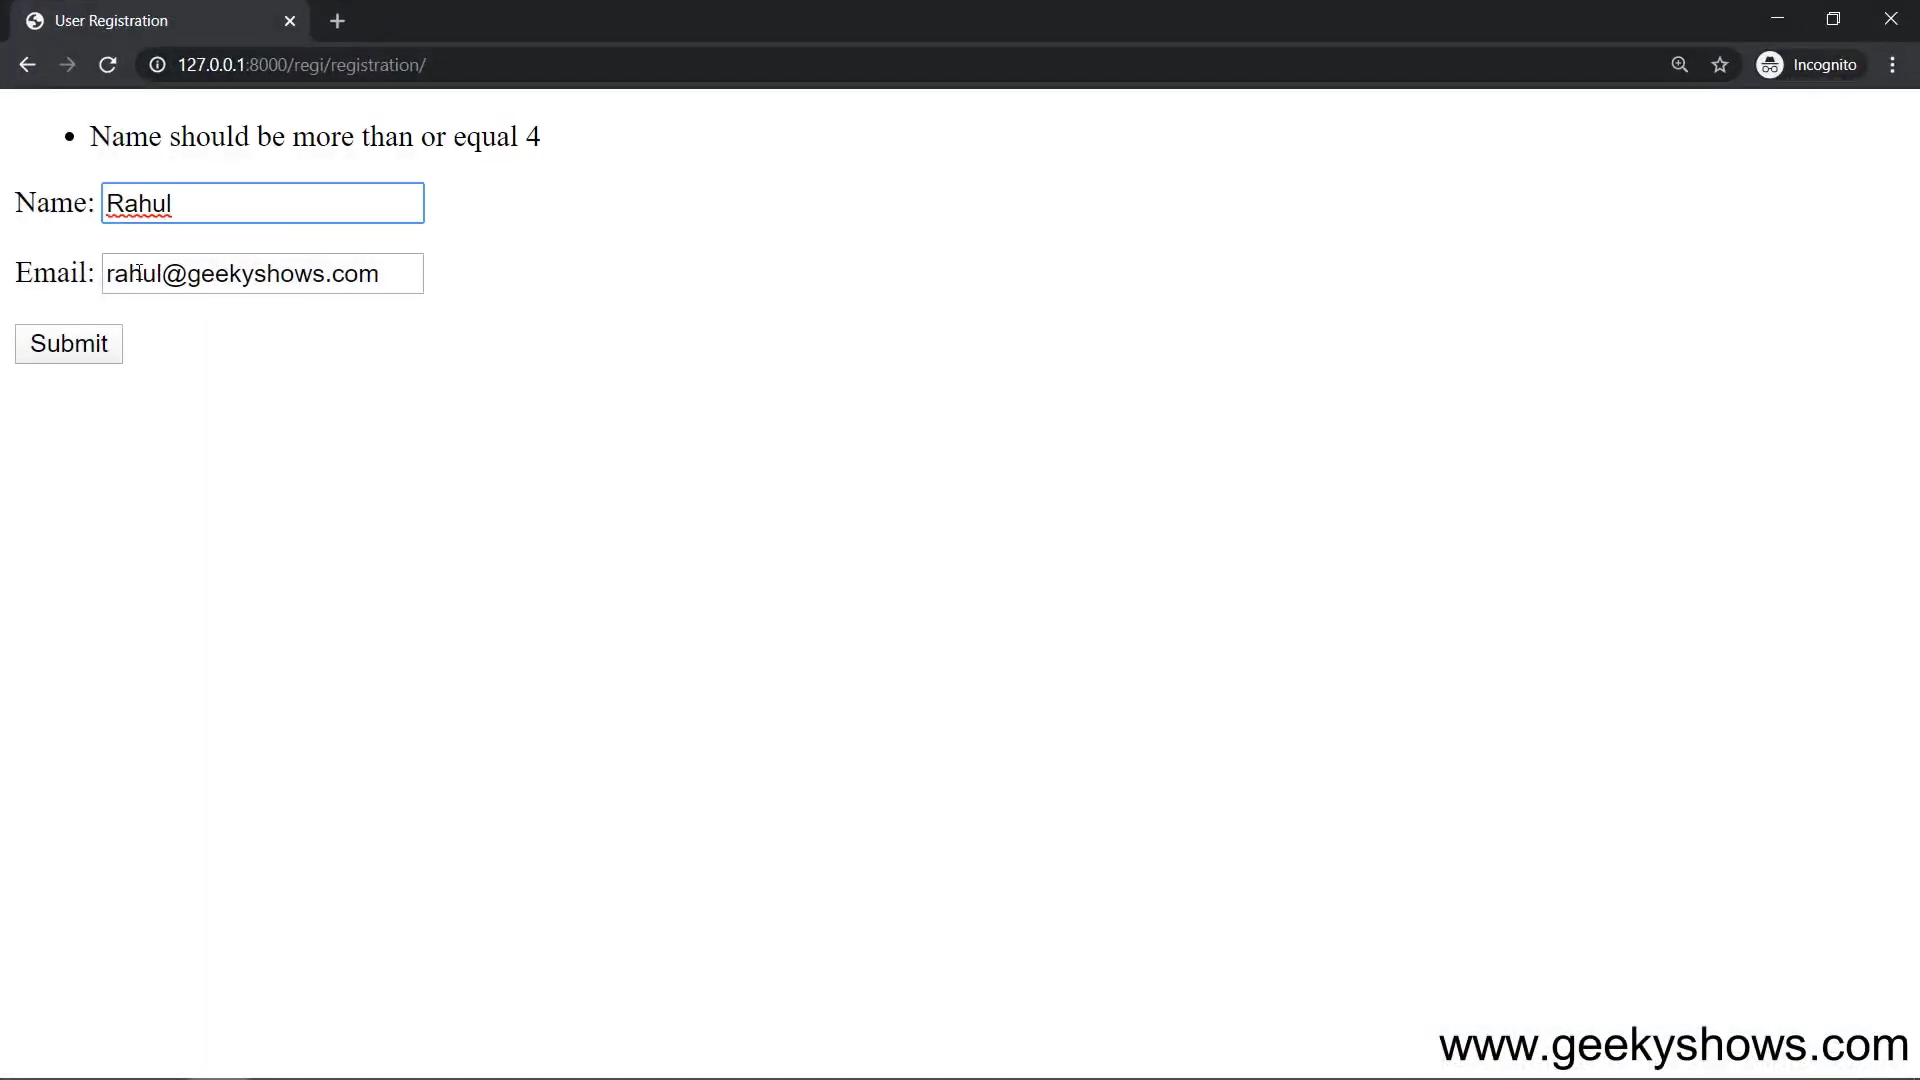 User Registration
127.0.0.1:8000/regi/registration/
Incognito
• Name should be more than or equal 4
Name: Rahul
Email: rahul@geekyshows.com
Submit
www.geekyshows.com